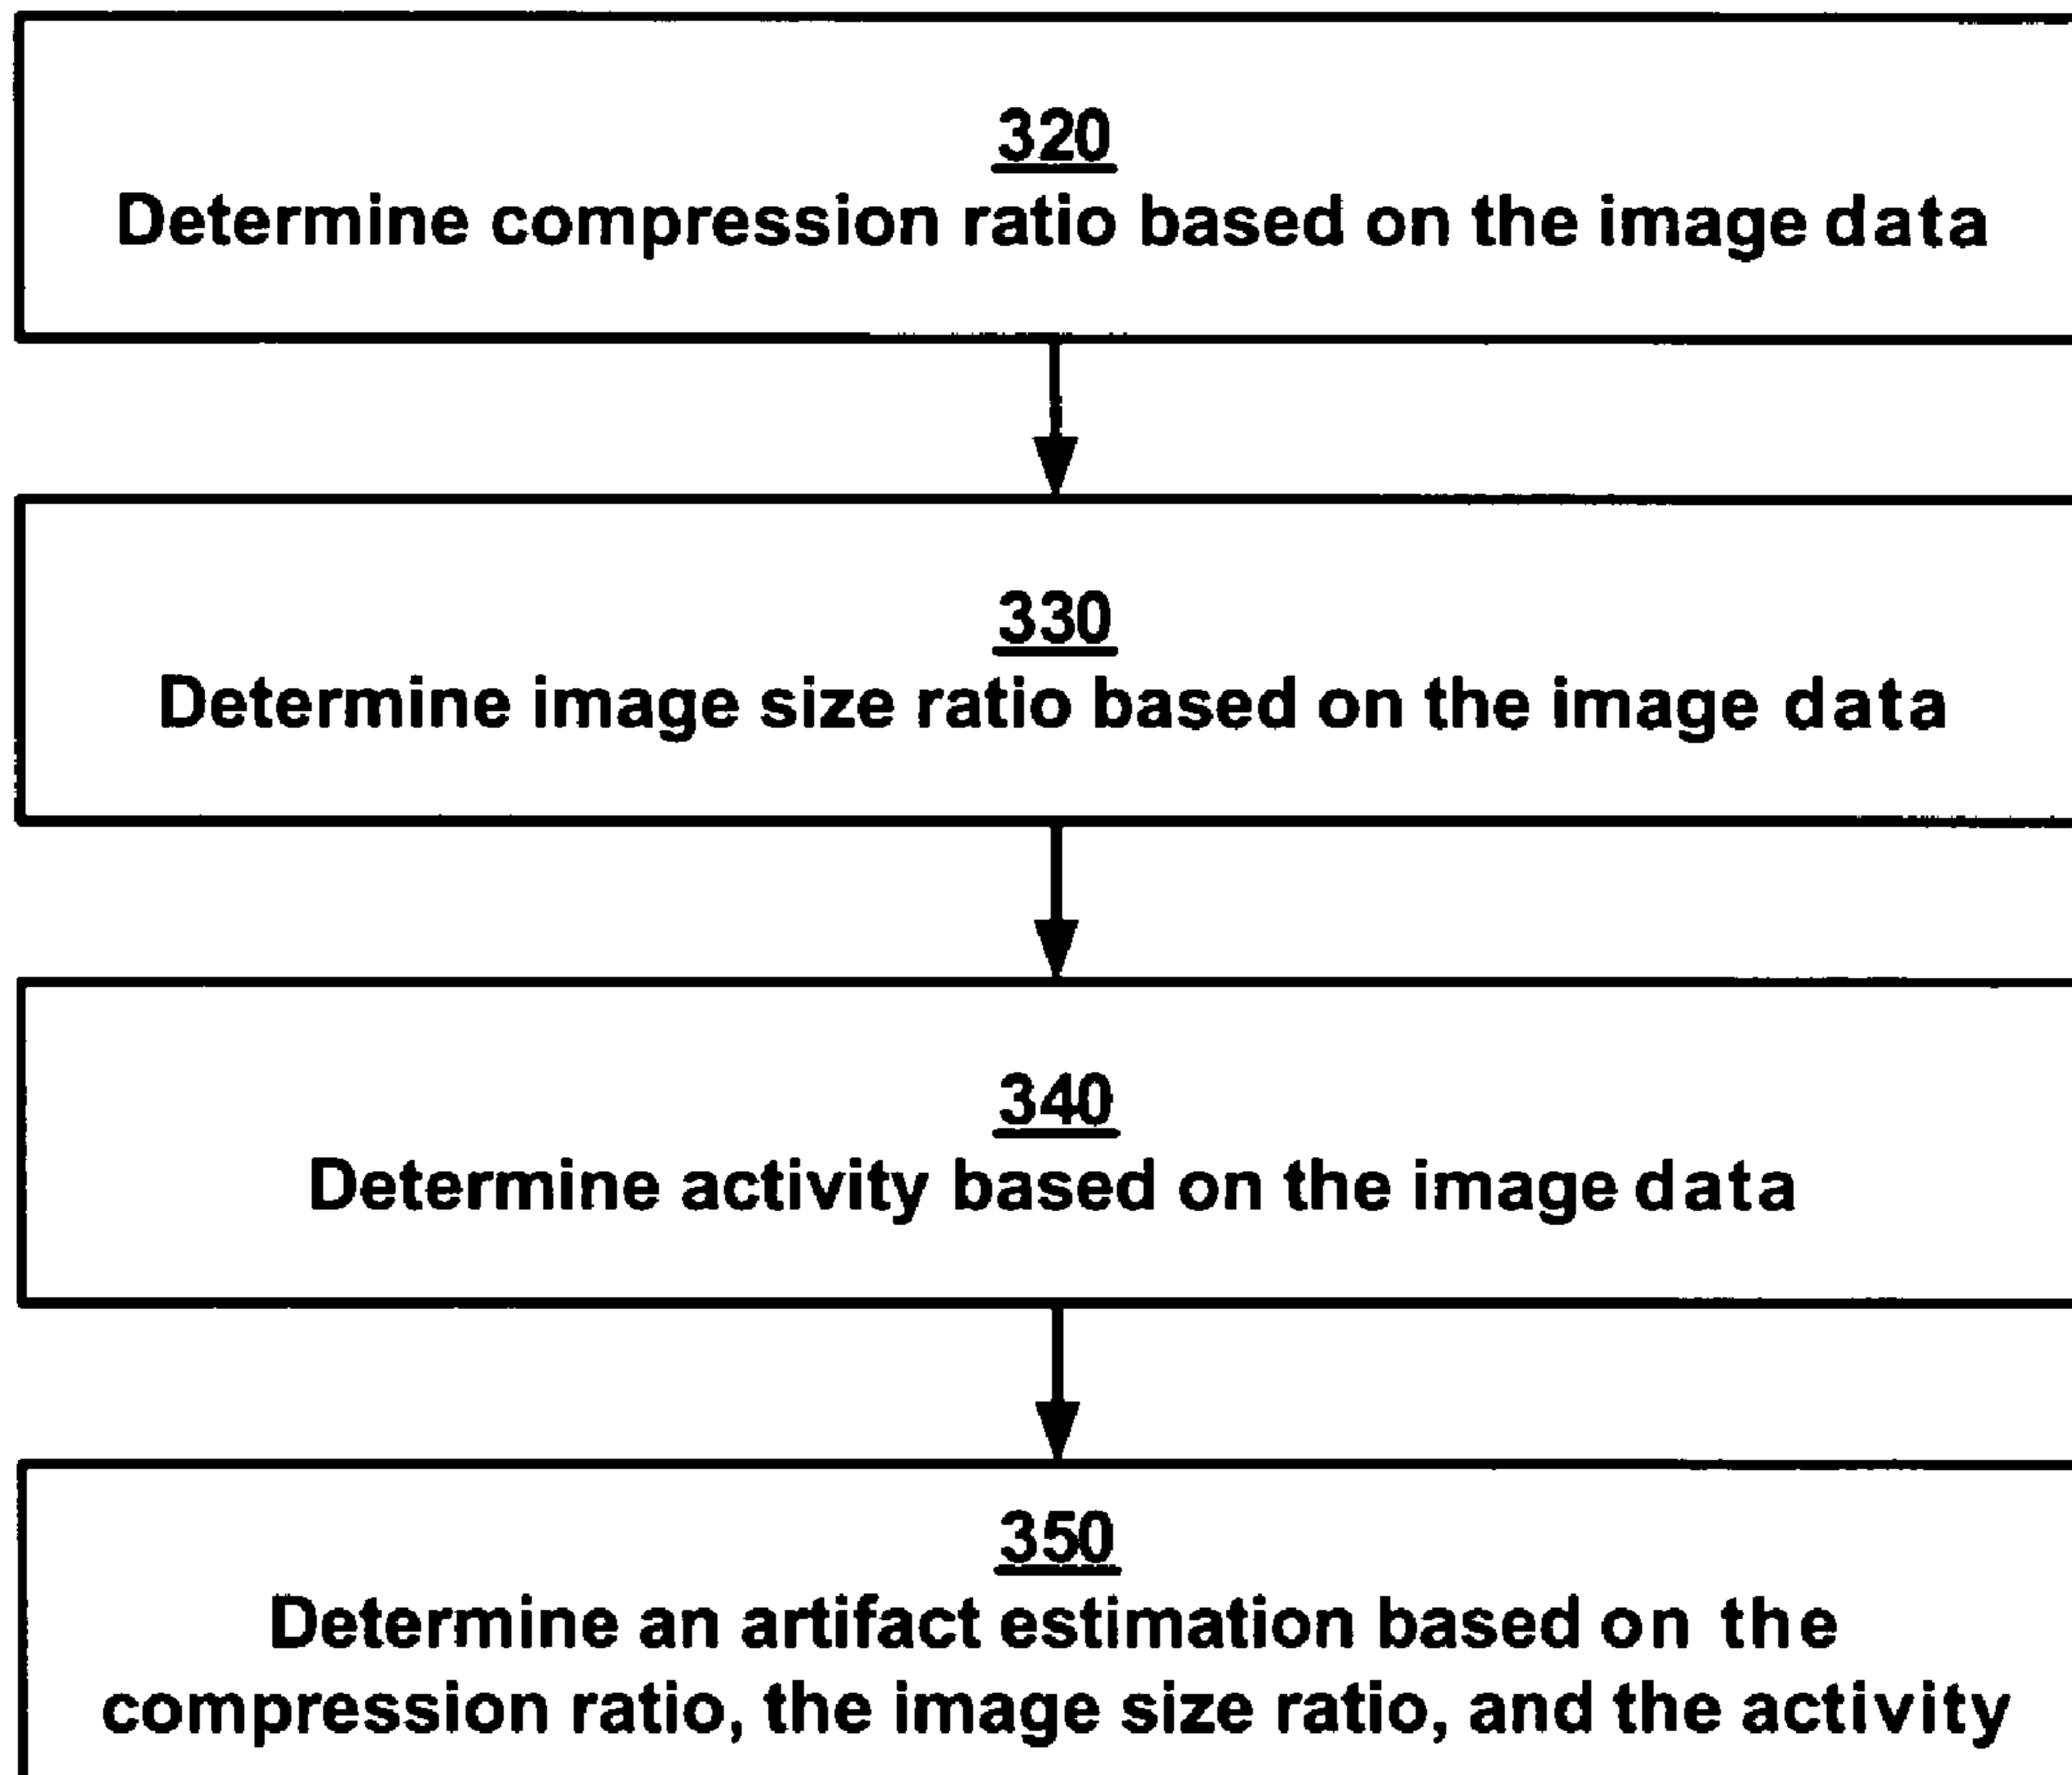 320
Determine compression ratio based on the image data
330
Determine image size ratio based on the image data
340
Determine activity based on the image data
350
Determine an artifact estimation based on the
compression ratio, the image size ratio, and the activity